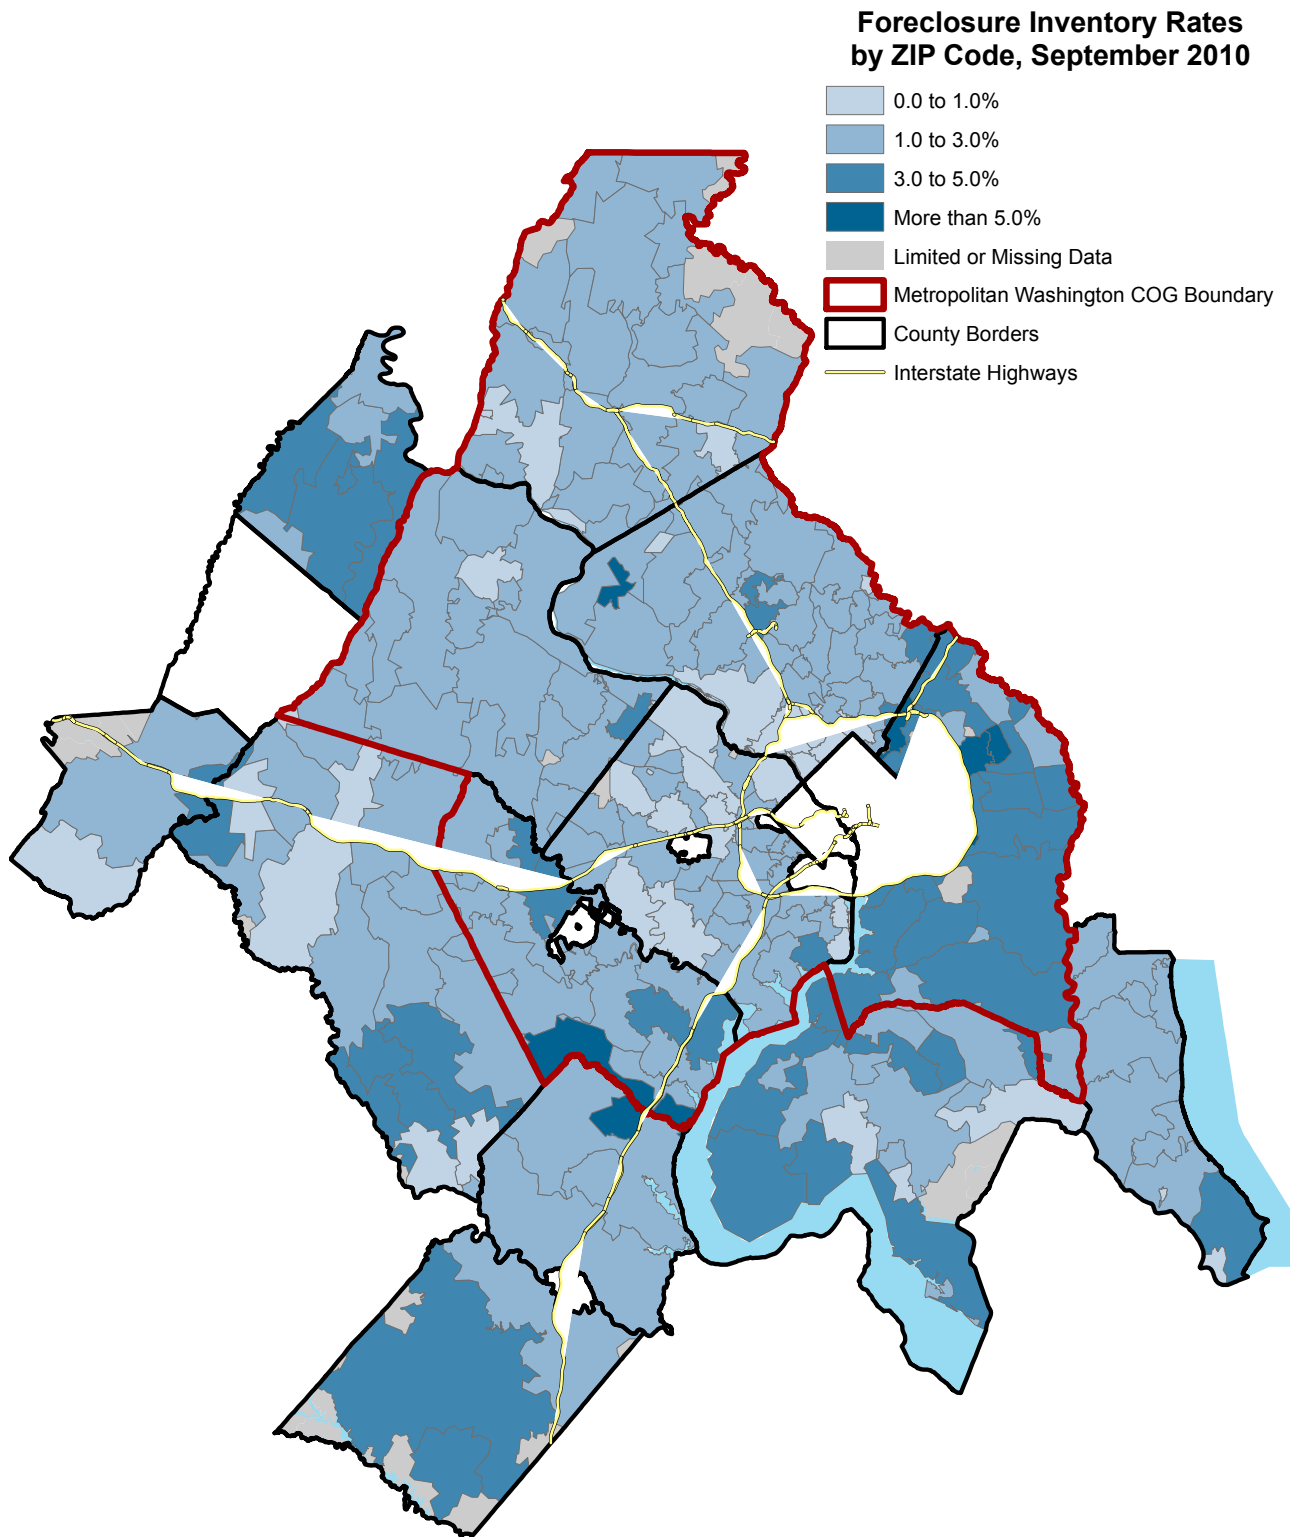 Foreclosure Inventory Rates
by ZIP Code, September 2010
0.0 to 1.0%
1.0 to 3.0%
3.0 to 5.0%
More than 5.0%
Limited or Missing Data
Metropolitan Washington COG Boundary
County Borders
Interstate Highways